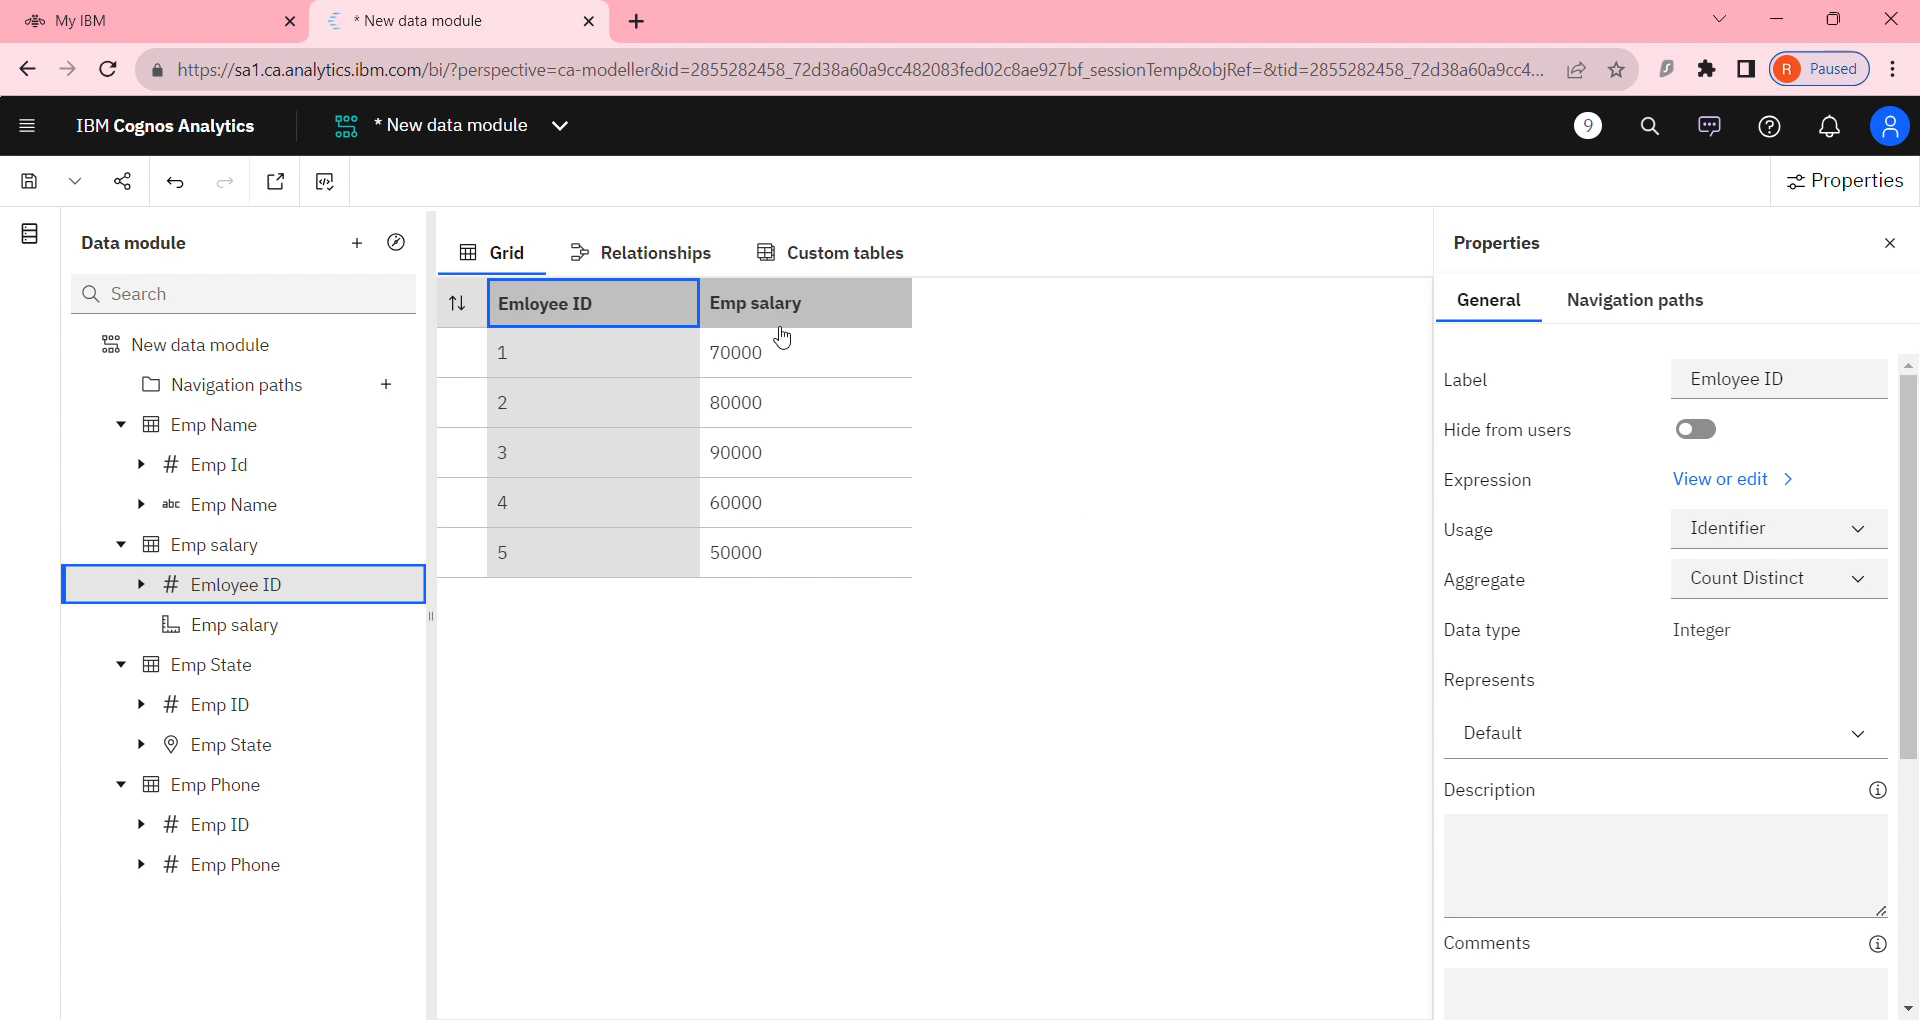 My IBM
* New data module
https://sa1.ca.analytics.ibm.com/bi/?perspective=ca-modeller&id=2855282458_72d38a60a9cc482083fed02c8ae927bf_sessionTemp&objRef=&tid=2855282458_72d38a60a9cc4...
R Paused
IBM Cognos Analytics
* New data module
9
Properties
Data module
Search
New data module
Navigation paths
Emp Name
# Emp Id
abc Emp Name
Emp salary
# Emloyee ID
Emp salary
Emp State
# Emp ID
Emp State
Emp Phone
# Emp ID
# Emp Phone
Grid Relationships Custom tables
Emloyee ID Emp salary
1 70000
2 80000
3 90000
4 60000
5 50000
Properties
General Navigation paths
Label Emloyee ID
Hide from users
Expression View or edit
Usage Identifier
Aggregate Count Distinct
Data type Integer
Represents
Default
Description
Comments